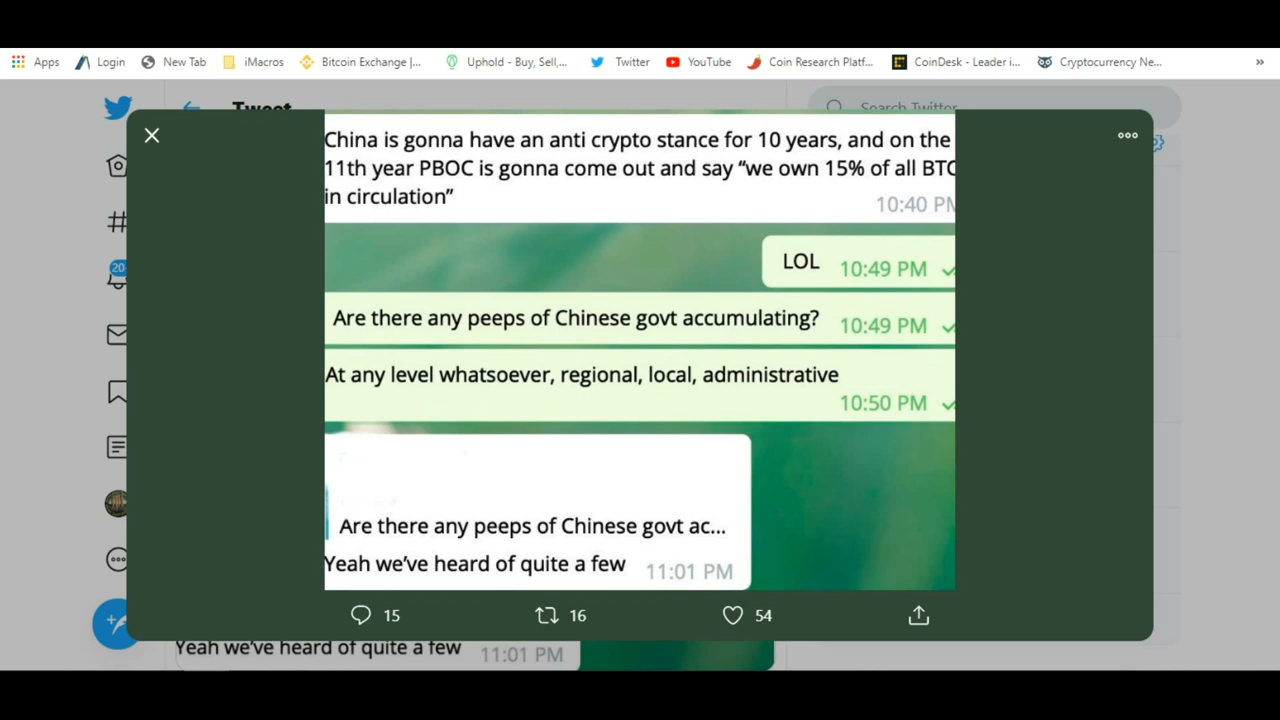 Apps Login New Tab iMacros Bitcoin Exchange |... Uphold - Buy, Sell,... Twitter YouTube Coin Research Platf... CoinDesk - Leader i... Cryptocurrency Ne... »
Tweet Search Twitter
China is gonna have an anti crypto stance for 10 years, and on the
11th year PBOC is gonna come out and say “we own 15% of all BTC
in circulation”
10:40 PM
LOL 10:49 PM
Are there any peeps of Chinese govt accumulating? 10:49 PM
At any level whatsoever, regional, local, administrative
10:50 PM
20
Are there any peeps of Chinese govt ac...
Yeah we’ve heard of quite a few 11:01 PM
15 16 54
Yeah we’ve heard of quite a few 11:01 PM